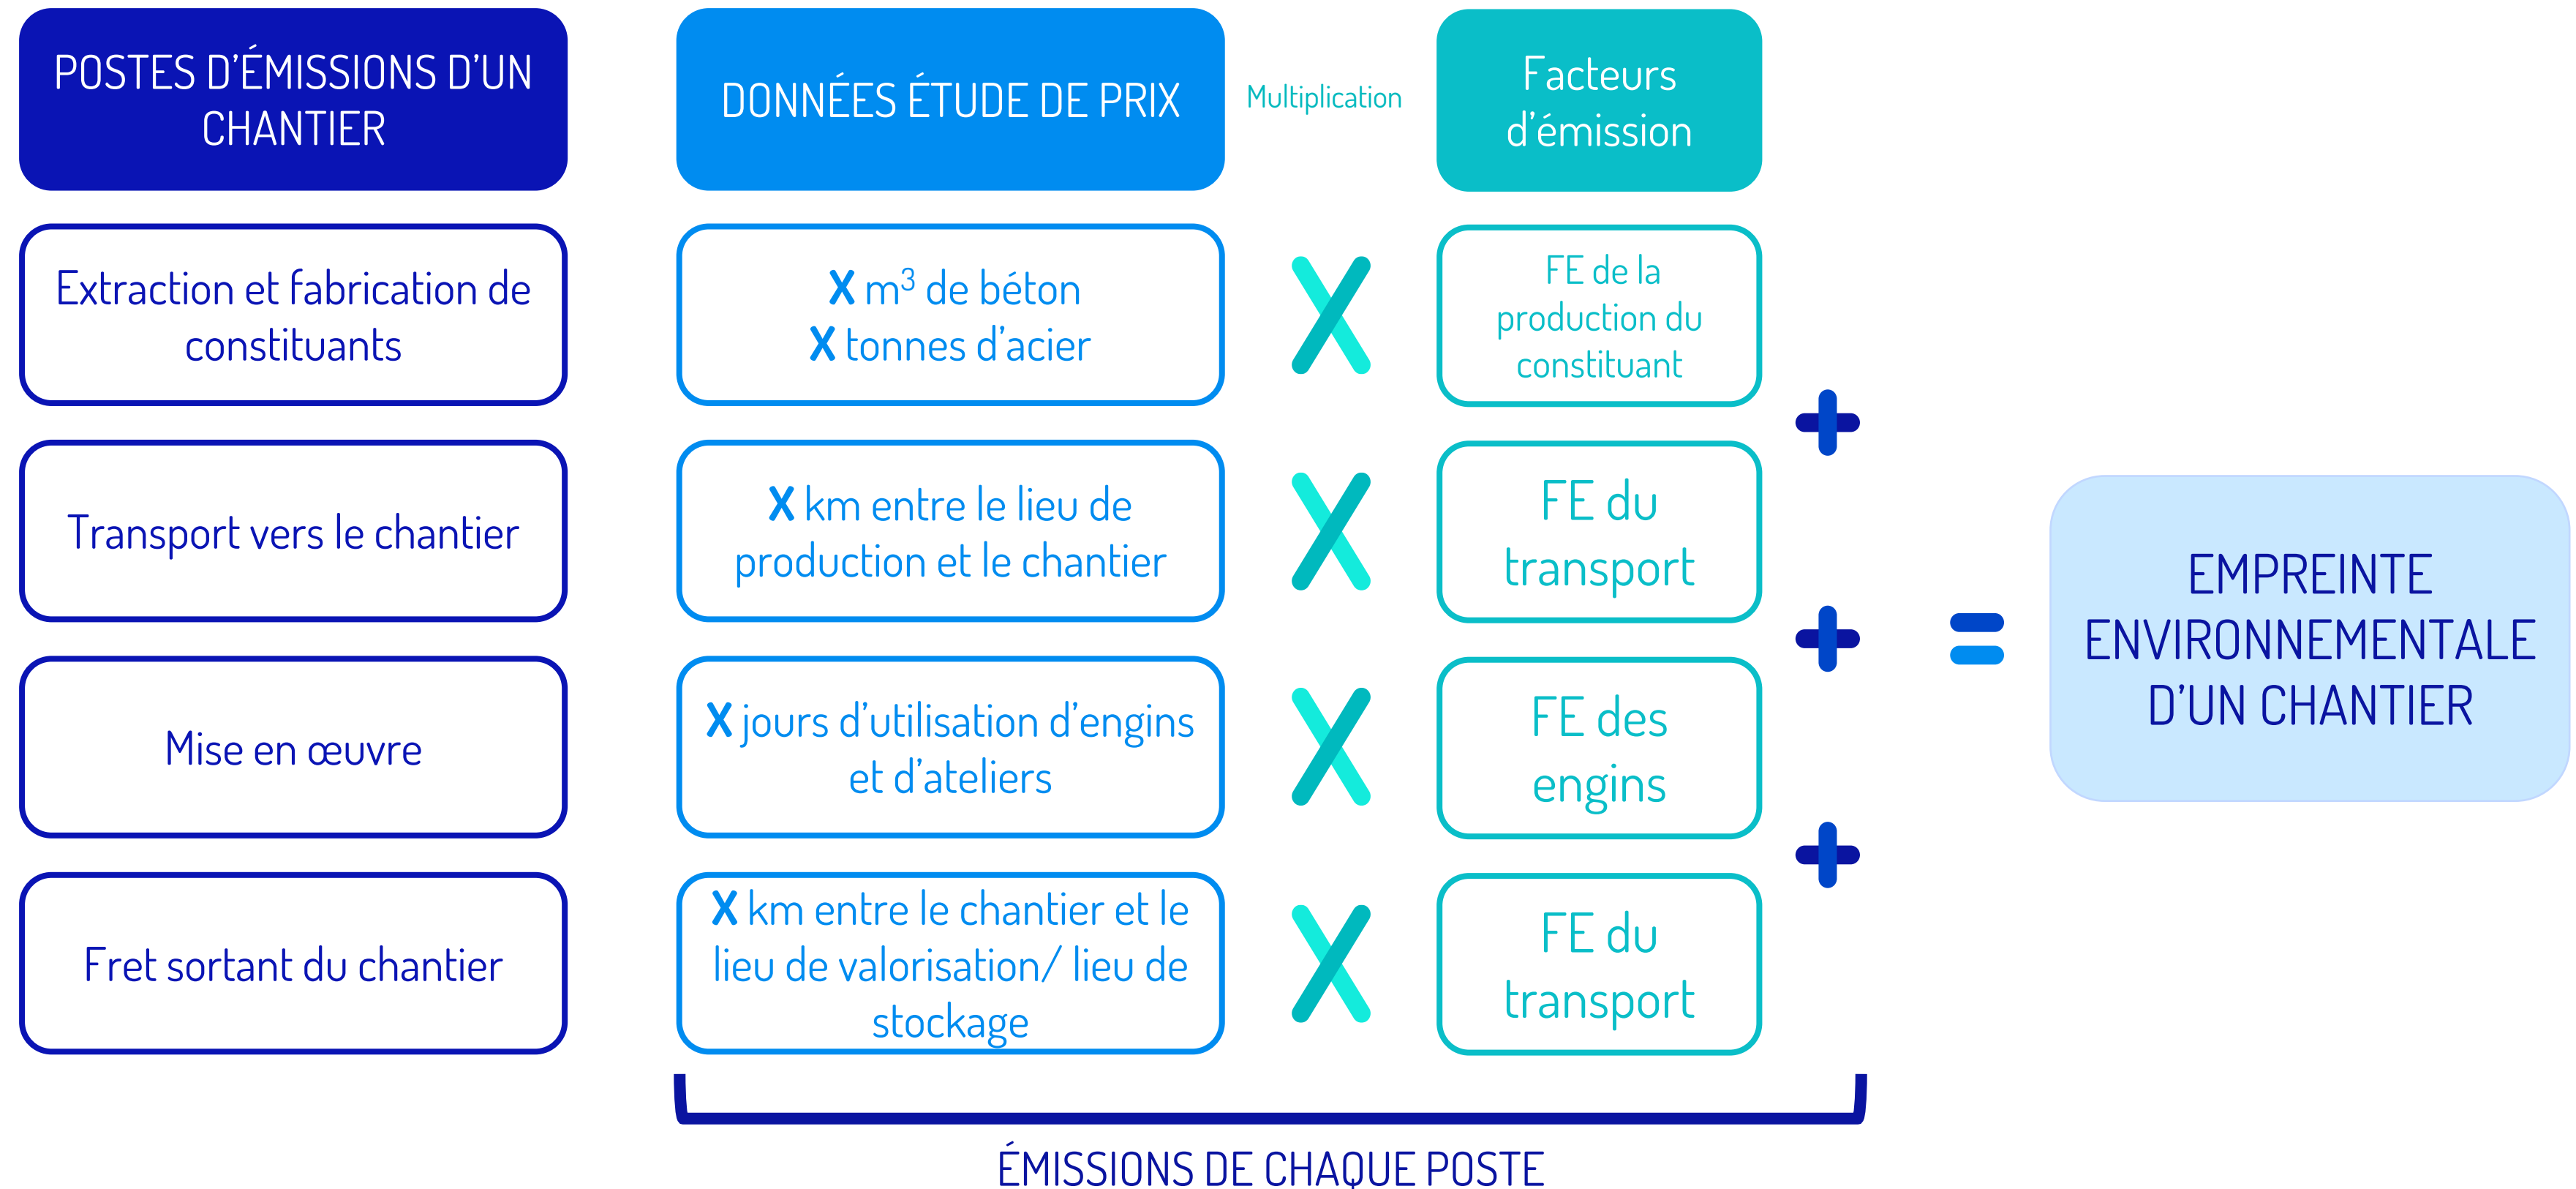 POSTES D'ÉMISSIONS D'UN
CHANTIER
DONNÉES ÉTUDE DE PRIX
Multiplication
Facteurs
d'émission
Extraction et fabrication de
constituants
X m³ de béton
X tonnes d'acier
FE de la
production du
constituant
Transport vers le chantier
X km entre le lieu de
production et le chantier
FE du
transport
Mise en œuvre
X jours d'utilisation d'engins
et d'ateliers
FE des
engins
Fret sortant du chantier
X km entre le chantier et le
lieu de valorisation/ lieu de
stockage
FE du
transport
EMPREINTE
ENVIRONNEMENTALE
D'UN CHANTIER
ÉMISSIONS DE CHAQUE POSTE